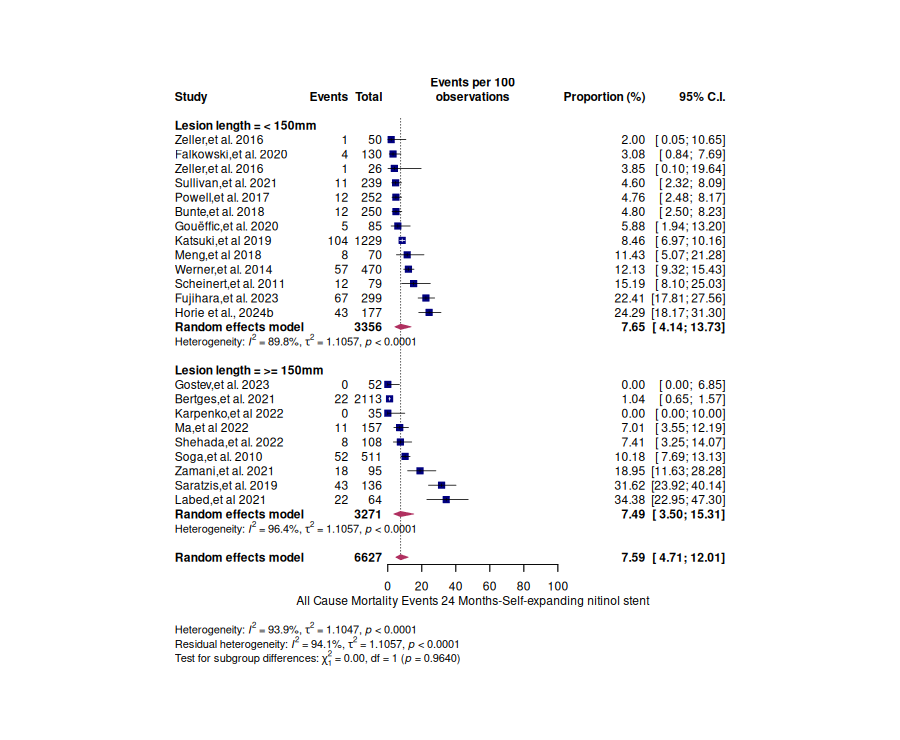 Events per 100
Study Events Total observations Proportion (%) 95% C.I.
Lesion length = < 150mm
Zeller,et al. 2016 1 50 2.00 [ 0.05; 10.65]
Falkowski,et al. 2020 4 130 3.08 [ 0.84; 7.69]
Zeller,et al. 2016 1 26 3.85 [ 0.10; 19.64]
Sullivan,et al. 2021 11 239 4.60 [ 2.32; 8.09]
Powell,et al. 2017 12 252 4.76 [ 2.48; 8.17]
Bunte,et al. 2018 12 250 4.80 [ 2.50; 8.23]
Gouëffic,et al. 2020 5 85 5.88 [ 1.94; 13.20]
Katsuki,et al 2019 104 1229 8.46 [ 6.97; 10.16]
Meng,et al 2018 8 70 11.43 [ 5.07; 21.28]
Werner,et al. 2014 57 470 12.13 [ 9.32; 15.43]
Scheinert,et al. 2011 12 79 15.19 [ 8.10; 25.03]
Fujihara,et al. 2023 67 299 22.41 [17.81; 27.56]
Horie et al., 2024b 43 177 24.29 [18.17; 31.30]
Random effects model 3356 7.65 [ 4.14; 13.73]
Heterogeneity: I² = 89.8%, τ² = 1.1057, p < 0.0001
Lesion length = >= 150mm
Gostev,et al. 2023 0 52 0.00 [ 0.00; 6.85]
Bertges,et al. 2021 22 2113 1.04 [ 0.65; 1.57]
Karpenko,et al 2022 0 35 0.00 [ 0.00; 10.00]
Ma,et al 2022 11 157 7.01 [ 3.55; 12.19]
Shehada,et al. 2022 8 108 7.41 [ 3.25; 14.07]
Soga,et al. 2010 52 511 10.18 [ 7.69; 13.13]
Zamani,et al. 2021 18 95 18.95 [11.63; 28.28]
Saratzis,et al. 2019 43 136 31.62 [23.92; 40.14]
Labed,et al 2021 22 64 34.38 [22.95; 47.30]
Random effects model 3271 7.49 [ 3.50; 15.31]
Heterogeneity: I² = 96.4%, τ² = 1.1057, p < 0.0001
Random effects model 6627 7.59 [ 4.71; 12.01]
0 20 40 60 80 100
All Cause Mortality Events 24 Months-Self-expanding nitinol stent
Heterogeneity: I² = 93.9%, τ² = 1.1047, p < 0.0001
Residual heterogeneity: I² = 94.1%, τ² = 1.1057, p < 0.0001
Test for subgroup differences: χ²₁ = 0.00, df = 1 (p = 0.9640)